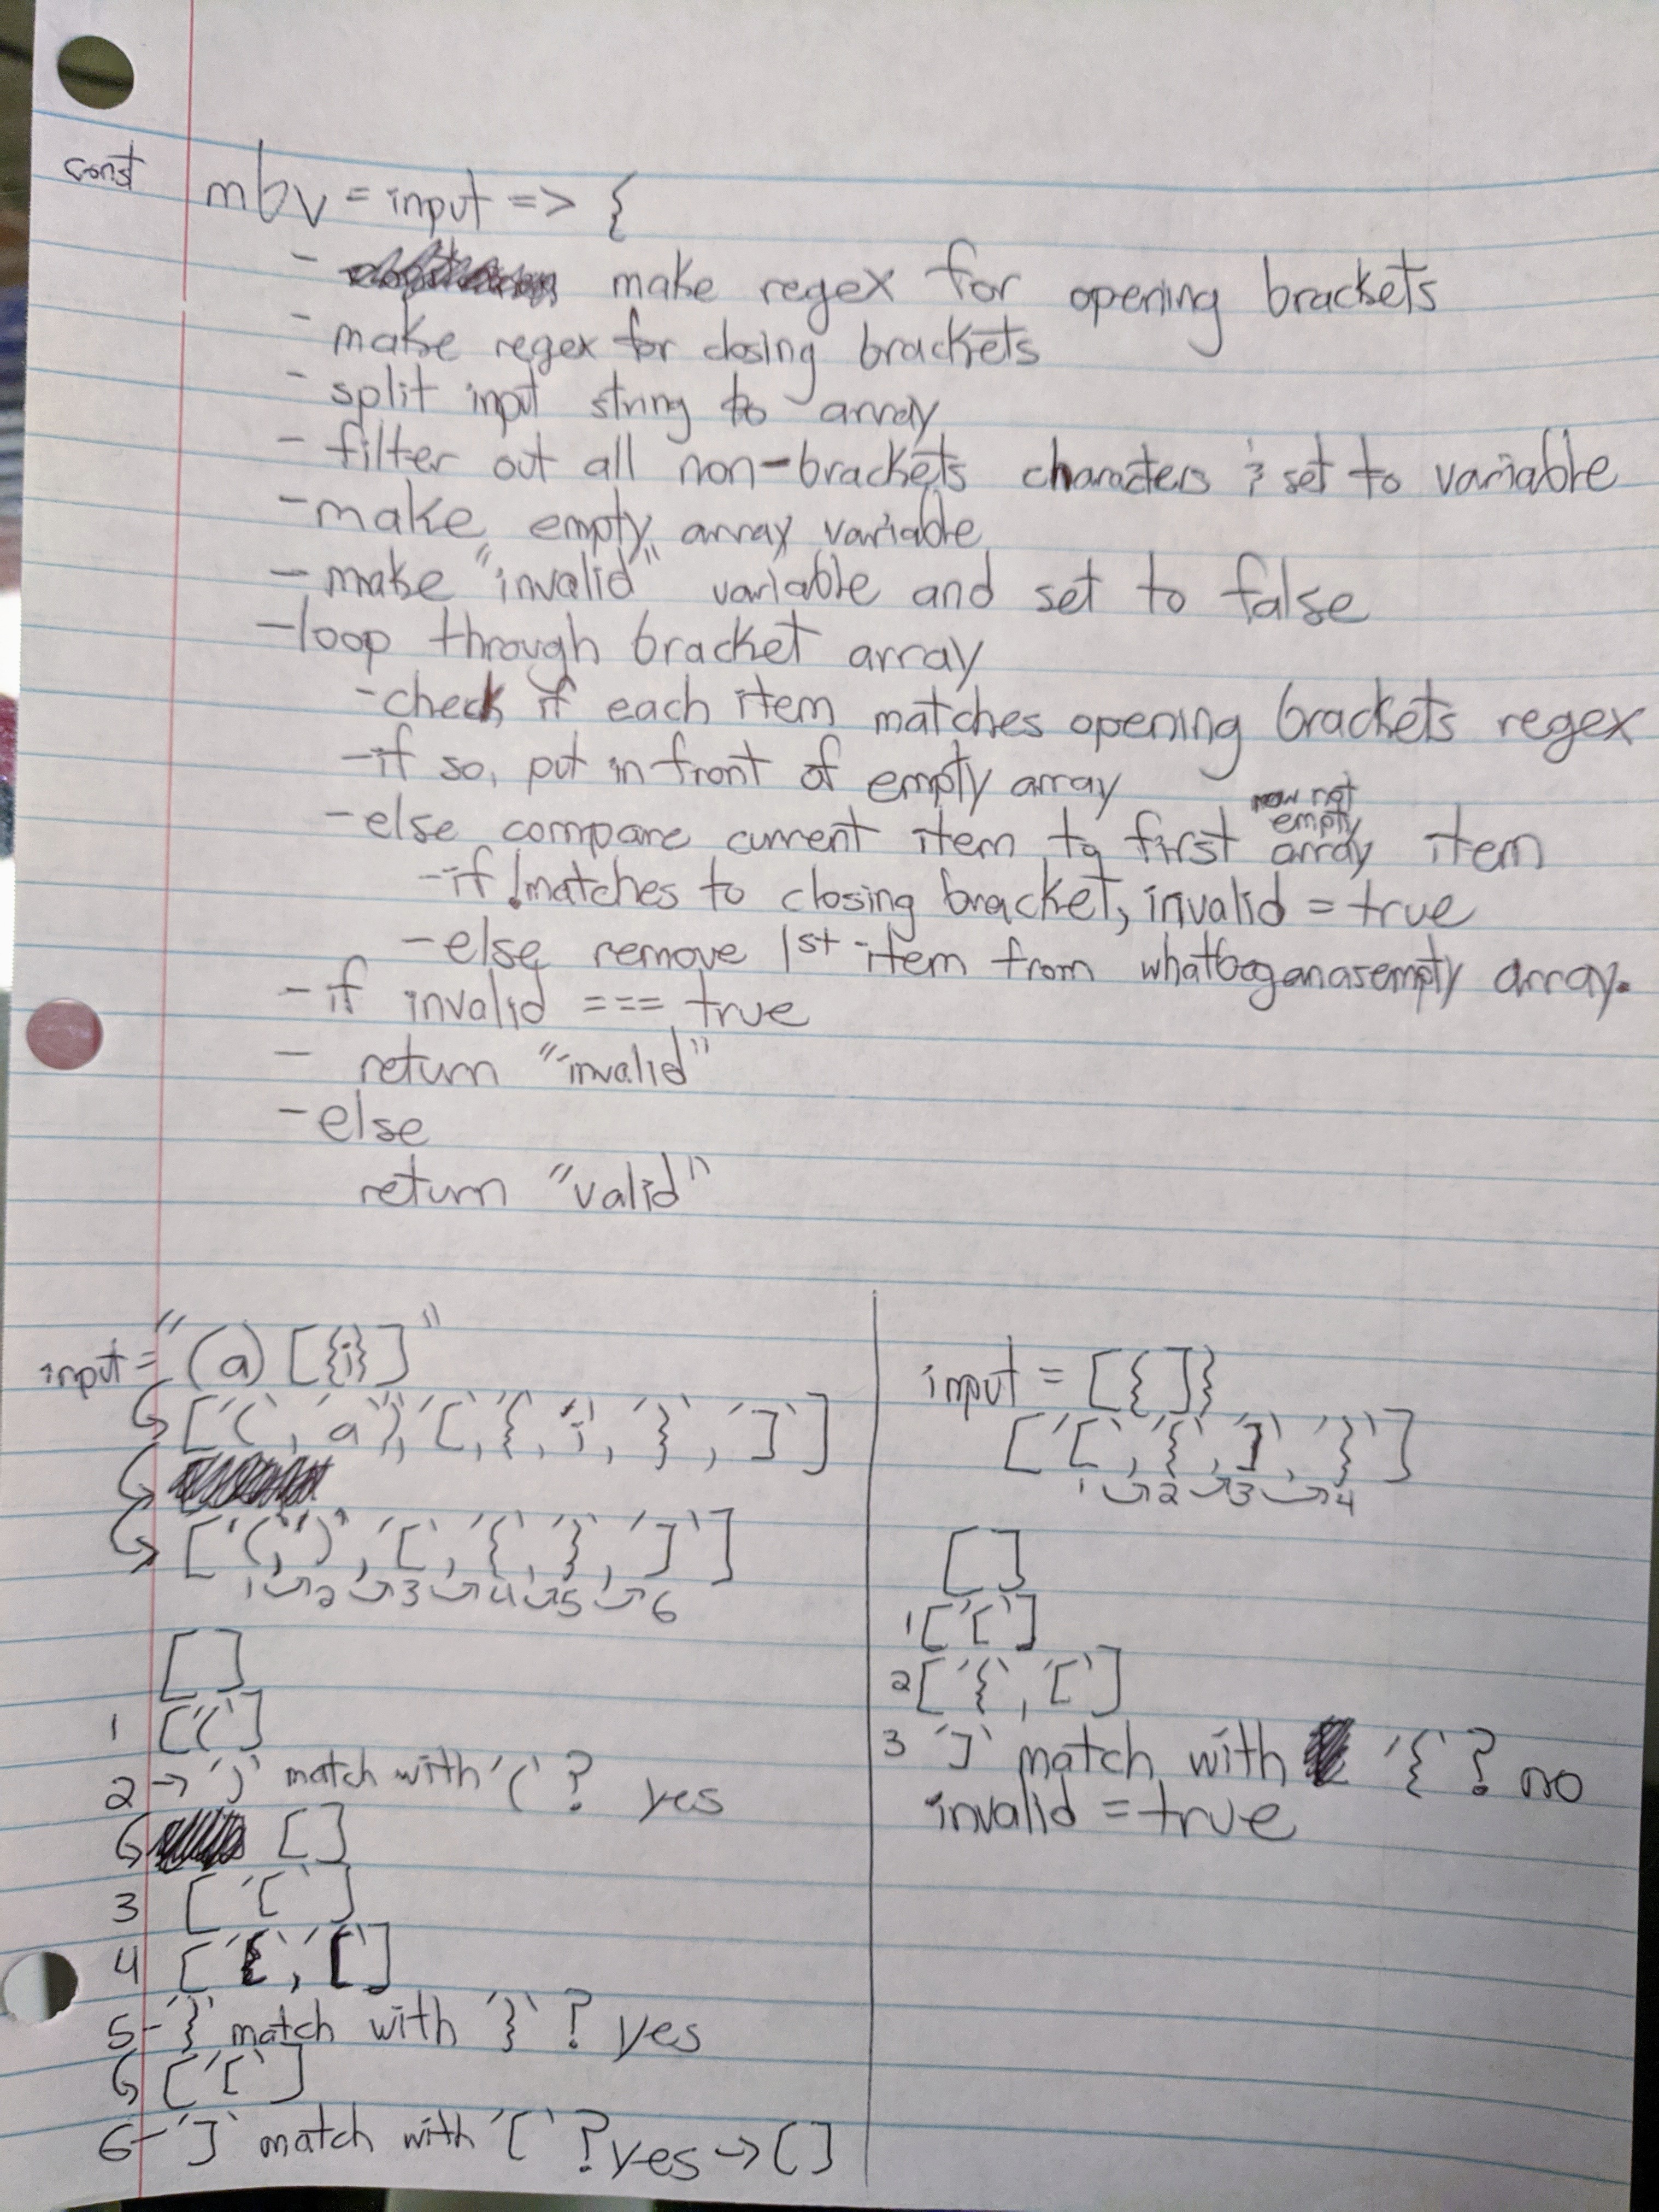 const mbv = input => {
- make regex for opening brackets
- make regex for closing brackets
- split input string to array
- filter out all non-brackets characters & set to variable
- make empty array variable
- make "invalid" variable and set to false
- loop through bracket array
- check if each item matches opening brackets regex
- if so, put in front of empty array
now not
- else compare current item to first empty array item
- if !matches to closing bracket, invalid = true
- else remove 1st item from whatbeganasempty array.
- if invalid === true
- return "invalid"
- else
return "valid"
input = "(a) [{i}]"
['(', 'a', ')', '[', '{', 'i', '}', ']']
['(', ')', '[', '{', '}', ']']
1 2 3 4 5 6
[]
1 ['(']
2 → ')' match with '(' ? yes
[]
3 ['[']
4 ['{', '[']
5 - '}' match with '}' ? yes
['[']
6 - ']' match with '[' ? yes → []
input = [{]}
['[', '{', ']', '}']
1 2 3 4
[]
1 ['[']
2 ['{', '[']
3 ']' match with '{' ? no
invalid = true